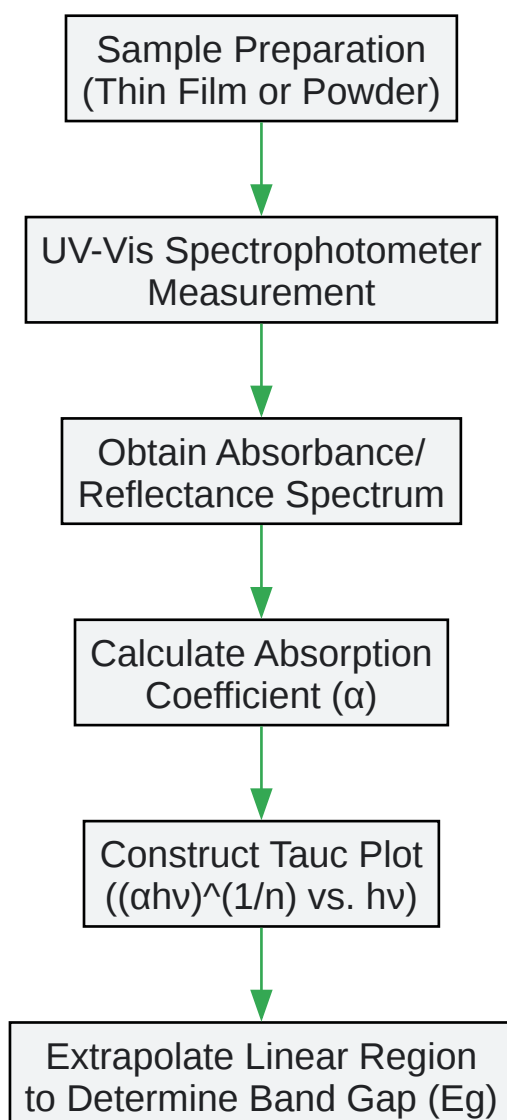 Sample Preparation
(Thin Film or Powder)
UV-Vis Spectrophotometer
Measurement
Obtain Absorbance/
Reflectance Spectrum
Calculate Absorption
Coefficient (α)
Construct Tauc Plot
((αhν)^(1/n) vs. hν)
Extrapolate Linear Region
to Determine Band Gap (Eg)